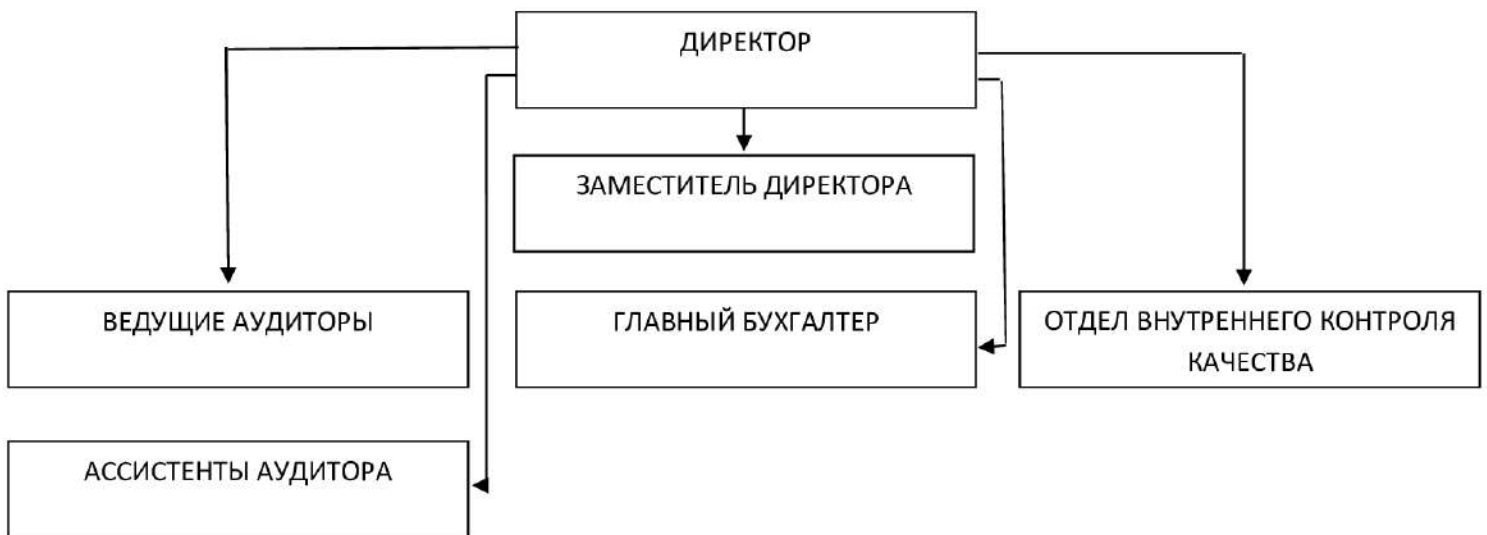 ДИРЕКТОР
ЗАМЕСТИТЕЛЬ ДИРЕКТОРА
ВЕДУЩИЕ АУДИТОРЫ
ГЛАВНЫЙ БУХГАЛТЕР
ОТДЕЛ ВНУТРЕННЕГО КОНТРОЛЯ
КАЧЕСТВА
АССИСТЕНТЫ АУДИТОРА